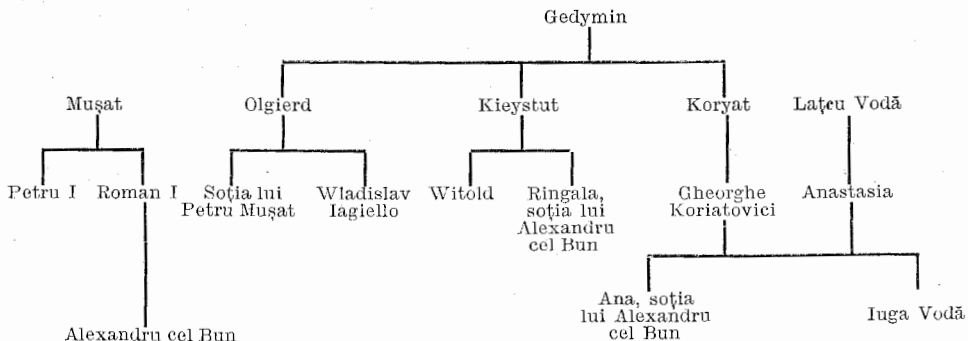 Gedymin
Mușat
Olgierd
Kieystut
Koryat
Lațcu Vodă
Petru I
Roman I
Soția lui
Petru Mușat
Wladislav
Iagiello
Witold
Ringala,
soția lui
Alexandru
cel Bun
Gheorghe
Koriatovici
Anastasia
Ana, soția
lui Alexandru
cel Bun
Iuga Vodă
Alexandru cel Bun